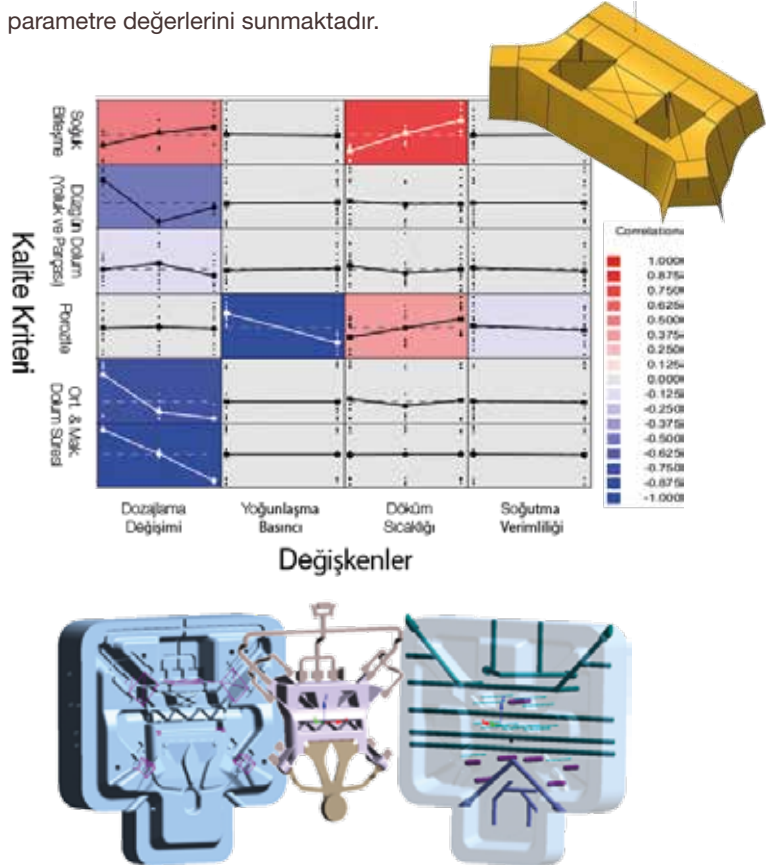 parametre değerlerini sunmaktadır.
Kalite Kriteri
Soğuk
Birleşme
Düzgün Dolum
(Yolluk ve Parçası)
Porozite
Ort. & Mak.
Dolum Süresi
Dozajlama
Değişimi
Yoğunlaşma
Basıncı
Döküm
Sıcaklığı
Soğutma
Verimliliği
Değişkenler
Correlation
1.000
0.875
0.750
0.625
0.500
0.375
0.250
0.125
0.000
-0.125
-0.250
-0.375
-0.500
-0.625
-0.750
-0.875
-1.000